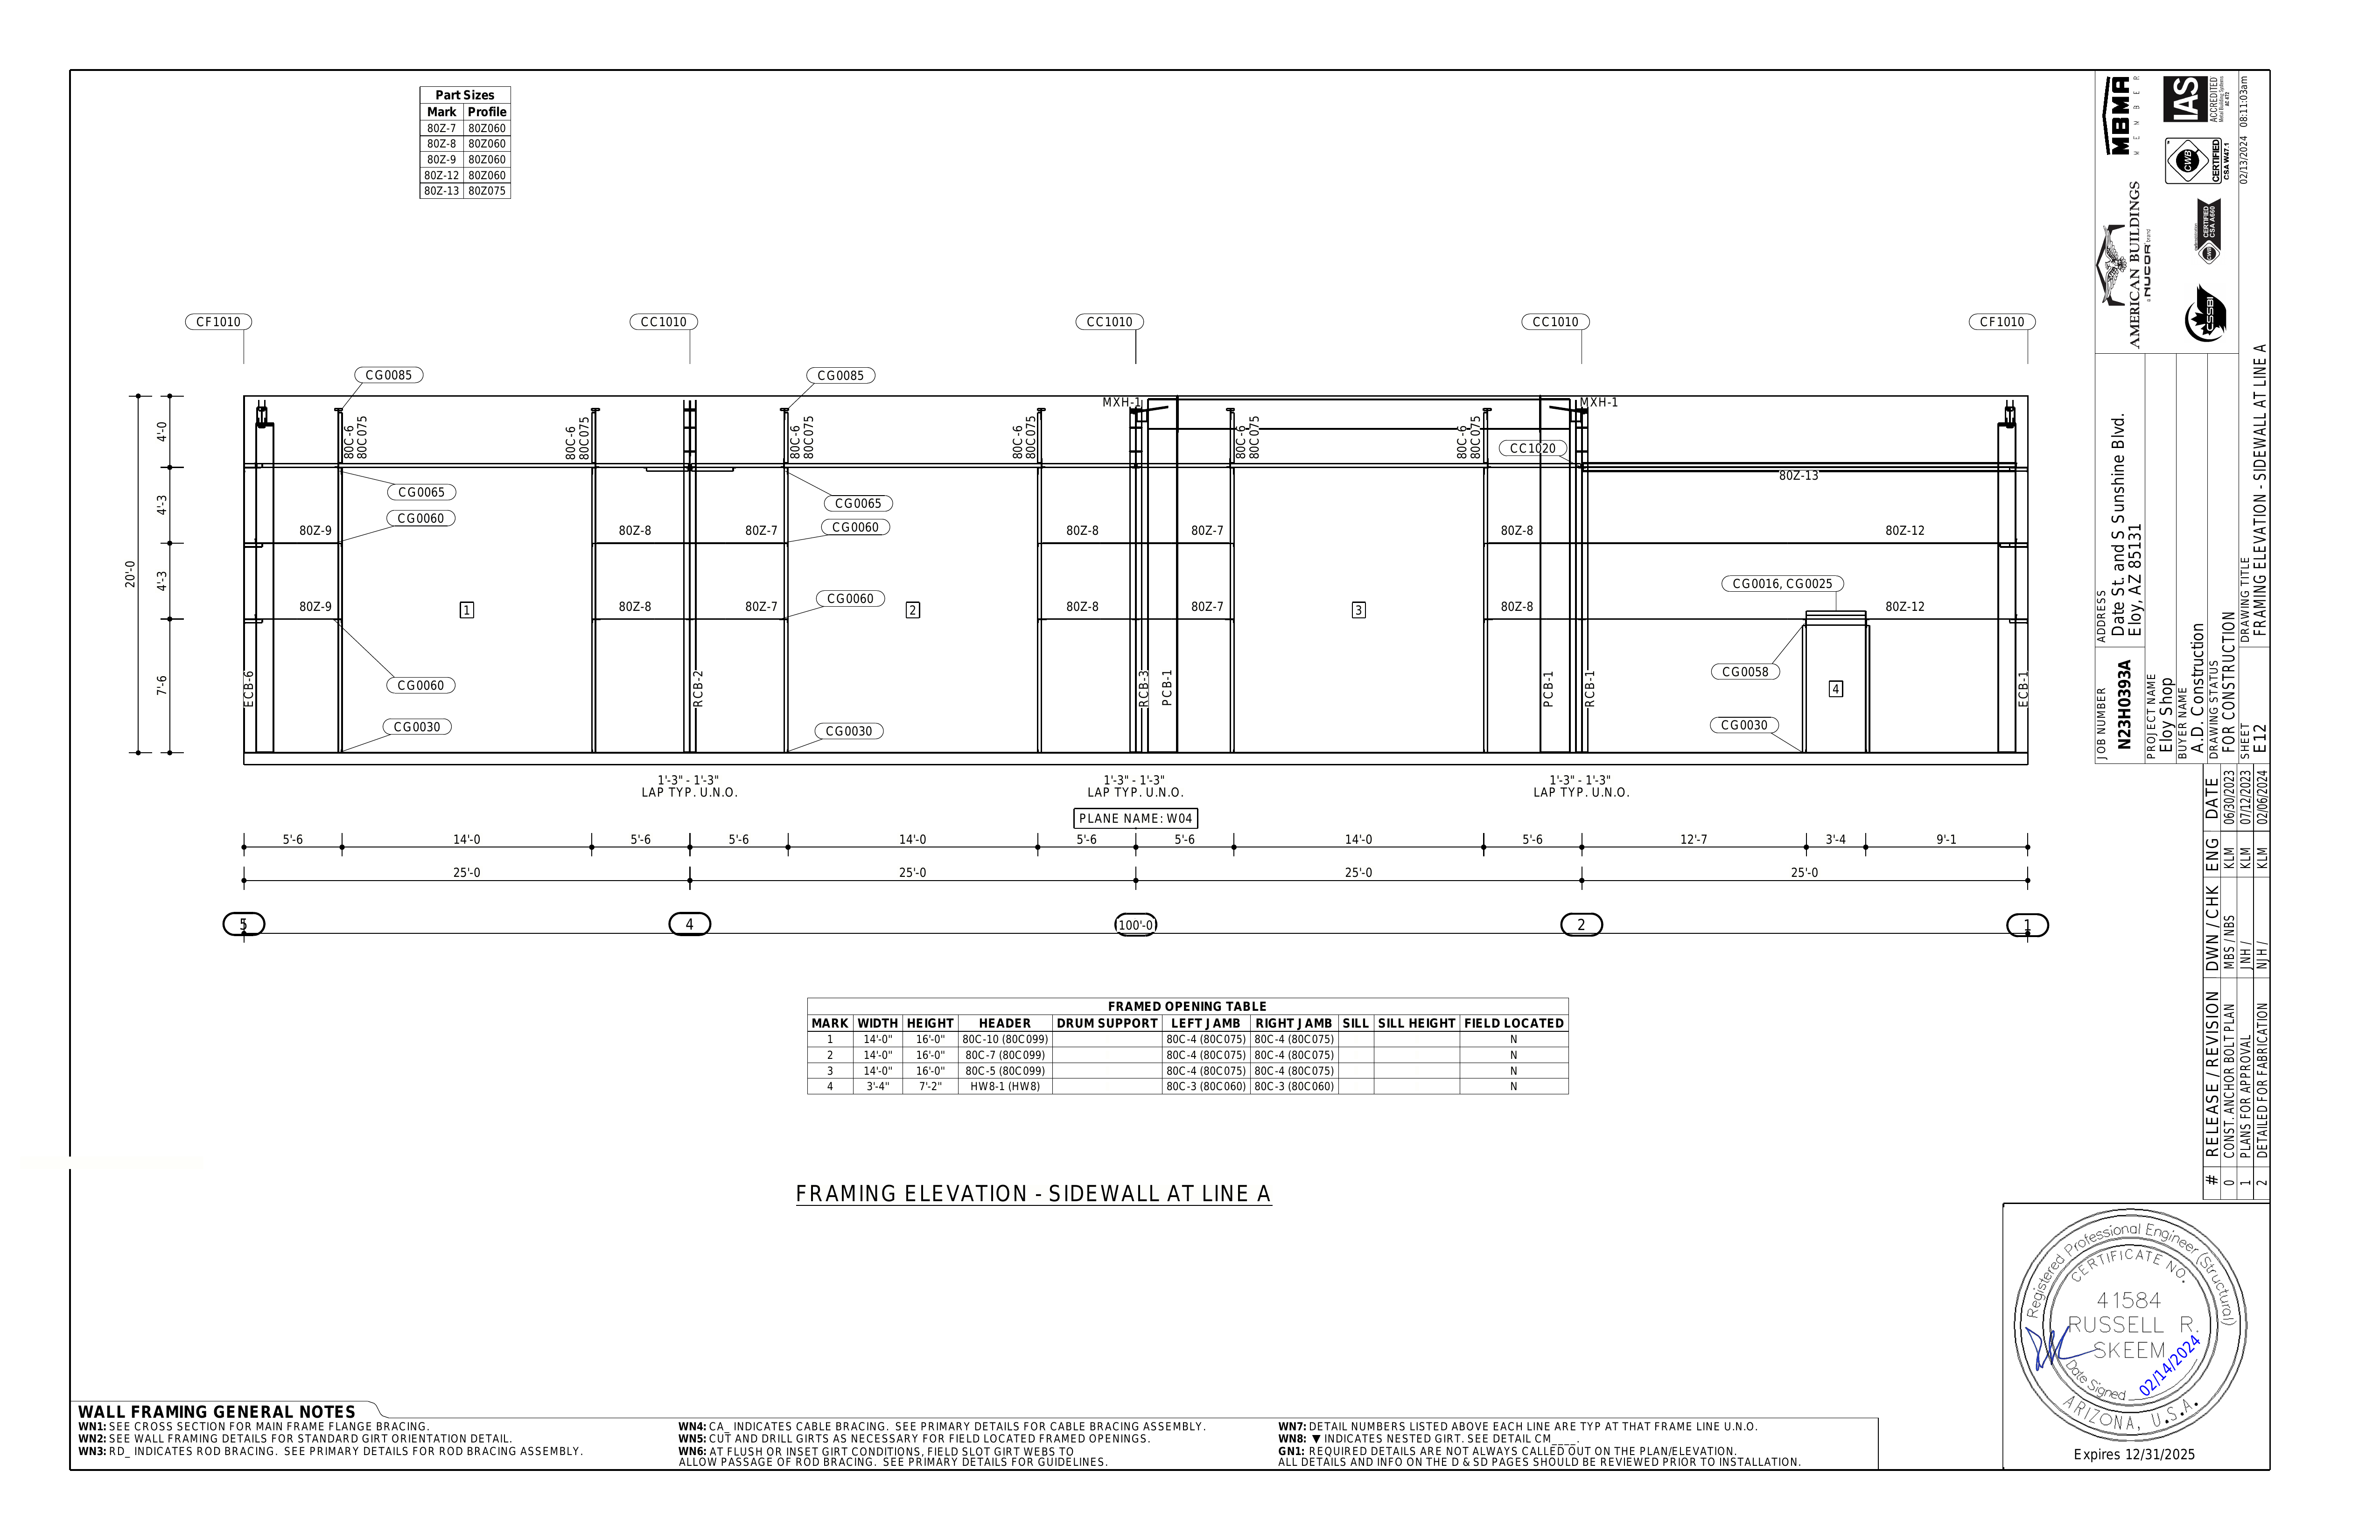 Part Sizes
Mark Profile
80Z-7 80Z060
80Z-8 80Z060
80Z-9 80Z060
80Z-12 80Z060
80Z-13 80Z075
CF1010 CC1010 CC1010 CC1010 CF1010
CG0085 CG0085
MXH-1 MXH-1
80C-6 80C075
80C-6 80C075
80C-6 80C075
80C-6 80C075
80C-6 80C075
80C-6 80C075
CC1020
80Z-13
CG0065 CG0065
CG0060 CG0060
80Z-9 80Z-8 80Z-7 80Z-8 80Z-7 80Z-8 80Z-12
CG0016, CG0025
CG0060
80Z-9 1 80Z-8 80Z-7 2 80Z-8 80Z-7 3 80Z-8 80Z-12
CG0058
CG0060
4
ECB-6 RCB-2 RCB-3 PCB-1 PCB-1 RCB-1 ECB-1
CG0030 CG0030 CG0030
20'-0
4'-0
4'-3
4'-3
7'-6
1'-3" - 1'-3" 1'-3" - 1'-3" 1'-3" - 1'-3"
LAP TYP. U.N.O. LAP TYP. U.N.O. LAP TYP. U.N.O.
PLANE NAME: W04
5'-6 14'-0 5'-6 5'-6 14'-0 5'-6 5'-6 14'-0 5'-6 12'-7 3'-4 9'-1
25'-0 25'-0 25'-0 25'-0
5 4 100'-0 2 1
FRAMED OPENING TABLE
MARK WIDTH HEIGHT HEADER DRUM SUPPORT LEFT JAMB RIGHT JAMB SILL SILL HEIGHT FIELD LOCATED
1 14'-0" 16'-0" 80C-10 (80C099) 80C-4 (80C075) 80C-4 (80C075) N
2 14'-0" 16'-0" 80C-7 (80C099) 80C-4 (80C075) 80C-4 (80C075) N
3 14'-0" 16'-0" 80C-5 (80C099) 80C-4 (80C075) 80C-4 (80C075) N
4 3'-4" 7'-2" HW8-1 (HW8) 80C-3 (80C060) 80C-3 (80C060) N
FRAMING ELEVATION - SIDEWALL AT LINE A
WALL FRAMING GENERAL NOTES
WN1: SEE CROSS SECTION FOR MAIN FRAME FLANGE BRACING.
WN2: SEE WALL FRAMING DETAILS FOR STANDARD GIRT ORIENTATION DETAIL.
WN3: RD_ INDICATES ROD BRACING. SEE PRIMARY DETAILS FOR ROD BRACING ASSEMBLY.
WN4: CA_ INDICATES CABLE BRACING. SEE PRIMARY DETAILS FOR CABLE BRACING ASSEMBLY.
WN5: CUT AND DRILL GIRTS AS NECESSARY FOR FIELD LOCATED FRAMED OPENINGS.
WN6: AT FLUSH OR INSET GIRT CONDITIONS, FIELD SLOT GIRT WEBS TO
ALLOW PASSAGE OF ROD BRACING. SEE PRIMARY DETAILS FOR GUIDELINES.
WN7: DETAIL NUMBERS LISTED ABOVE EACH LINE ARE TYP AT THAT FRAME LINE U.N.O.
WN8: ▼ INDICATES NESTED GIRT. SEE DETAIL CM____.
GN1: REQUIRED DETAILS ARE NOT ALWAYS CALLED OUT ON THE PLAN/ELEVATION.
ALL DETAILS AND INFO ON THE D & SD PAGES SHOULD BE REVIEWED PRIOR TO INSTALLATION.
MBMA
MEMBER
IAS
ACCREDITED
AMERICAN BUILDINGS
a NUCOR brand
CWB
CERTIFIED
CSA W47.1
CWB
CERTIFIED
CSA A660
CSSBI
02/13/2024 08:11:03am
JOB NUMBER
N23H0393A
ADDRESS
Date St. and S Sunshine Blvd.
Eloy, AZ 85131
PROJECT NAME
Eloy Shop
BUYER NAME
A.D. Construction
DRAWING STATUS
FOR CONSTRUCTION
SHEET
E12
DRAWING TITLE
FRAMING ELEVATION - SIDEWALL AT LINE A
# RELEASE / REVISION DWN / CHK ENG DATE
0 CONST. ANCHOR BOLT PLAN MBS / NBS KLM 06/30/2023
1 PLANS FOR APPROVAL JNH / KLM 07/12/2023
2 DETAILED FOR FABRICATION NJH / KLM 02/06/2024
Registered Professional Engineer (Structural)
CERTIFICATE NO.
41584
RUSSELL R.
SKEEM
Date Signed 02/14/2024
ARIZONA, U.S.A.
Expires 12/31/2025